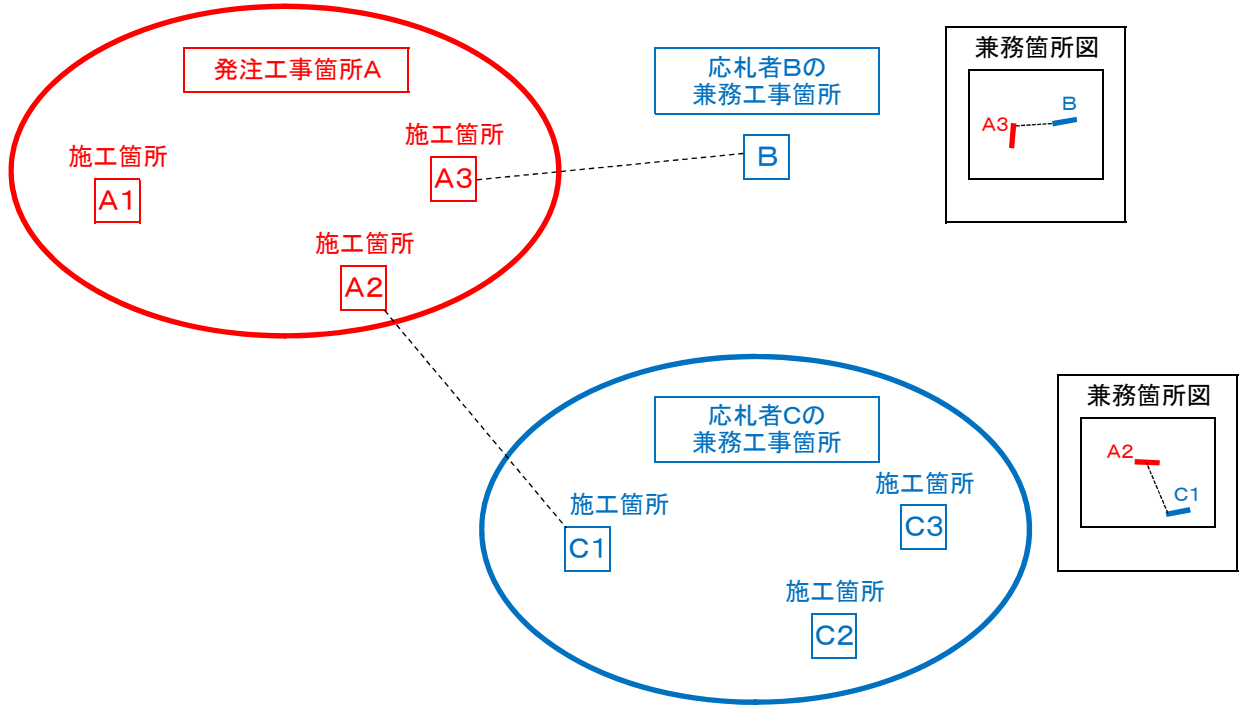 発注工事箇所A
施工箇所
A1
施工箇所
A3
施工箇所
A2
応札者Bの
兼務工事箇所
B
兼務箇所図
A3
B
応札者Cの
兼務工事箇所
施工箇所
C1
施工箇所
C3
施工箇所
C2
兼務箇所図
A2
C1